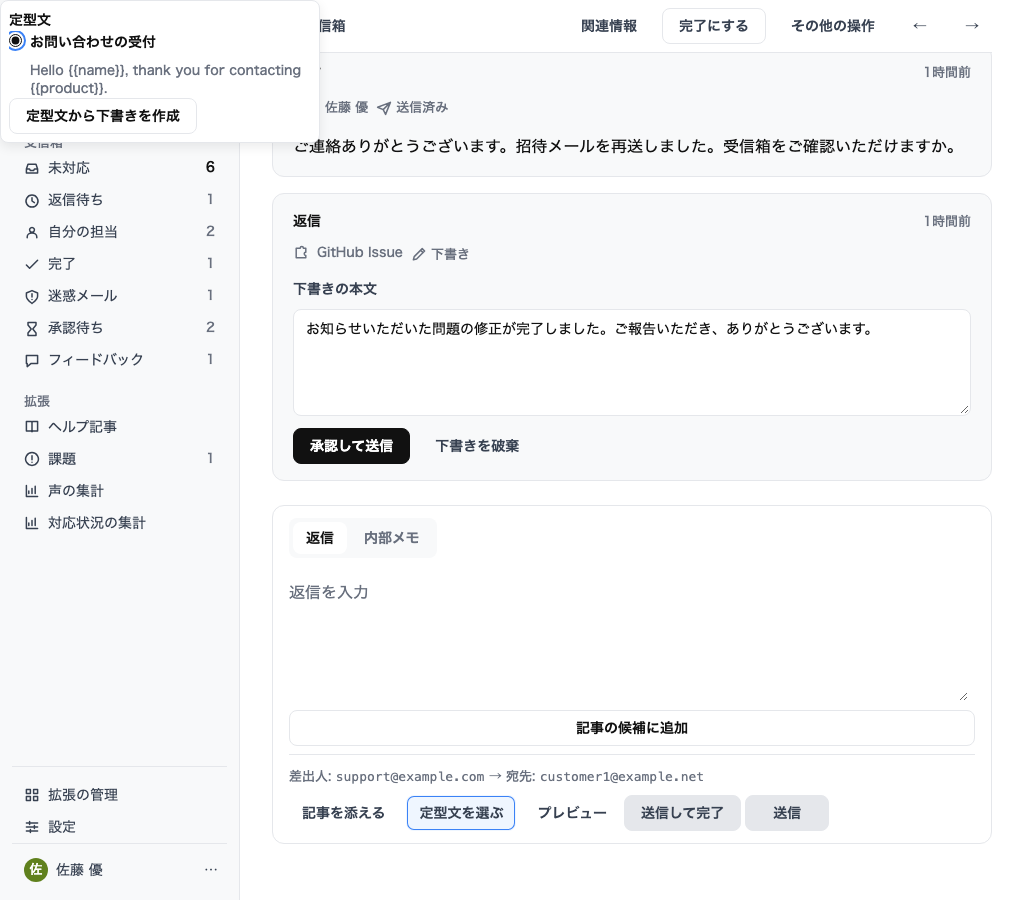 定型文
お問い合わせの受付
Hello {{name}}, thank you for contacting
{{product}}.
定型文から下書きを作成
信箱
関連情報
完了にする
その他の操作
←
→
受信箱
未対応 6
返信待ち 1
自分の担当 2
完了 1
迷惑メール 1
承認待ち 2
フィードバック 1
拡張
ヘルプ記事
課題 1
声の集計
対応状況の集計
拡張の管理
設定
佐 佐藤 優 …
1時間前
佐藤 優 送信済み
ご連絡ありがとうございます。招待メールを再送しました。受信箱をご確認いただけますか。
返信 1時間前
GitHub Issue 下書き
下書きの本文
お知らせいただいた問題の修正が完了しました。ご報告いただき、ありがとうございます。
承認して送信 下書きを破棄
返信 内部メモ
返信を入力
記事の候補に追加
差出人: support@example.com → 宛先: customer1@example.net
記事を添える 定型文を選ぶ プレビュー 送信して完了 送信